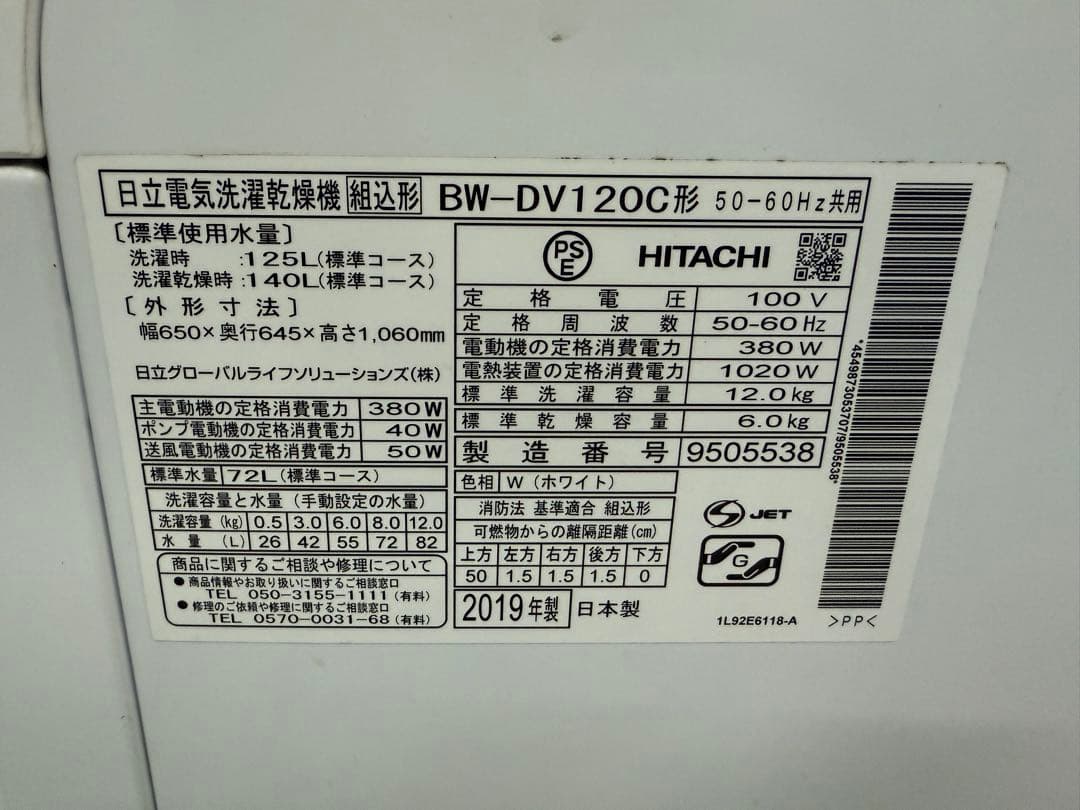 日立電気洗濯乾燥機 組込形 BW-DV120C形 50-60Hz共用
〔標準使用水量〕
洗濯時 :125L(標準コース)
洗濯乾燥時:140L(標準コース)
〔外形寸法〕
幅650×奥行645×高さ1,060mm
日立グローバルライフソリューションズ(株)
主電動機の定格消費電力 380W
ポンプ電動機の定格消費電力 40W
送風電動機の定格消費電力 50W
標準水量 72L(標準コース)
洗濯容量と水量 (手動設定の水量)
洗濯容量(kg) 0.5 3.0 6.0 8.0 12.0
水量(L) 26 42 55 72 82
商品に関するご相談や修理について
●商品情報やお取り扱いに関するご相談窓口
TEL 050-3155-1111(有料)
●修理のご依頼や修理に関するご相談窓口
TEL 0570-0031-68(有料)
PSE HITACHI
定格電圧 100V
定格周波数 50-60Hz
電動機の定格消費電力 380W
電熱装置の定格消費電力 1020W
標準洗濯容量 12.0kg
標準乾燥容量 6.0kg
製造番号 9505538
色相 W(ホワイト)
消防法 基準適合 組込形
可燃物からの離隔距離(cm)
上方 左方 右方 後方 下方
50 1.5 1.5 1.5 0
2019年製 日本製
S JET
G
1L92E6118-A
>PP<
*4549873053707/9505538*